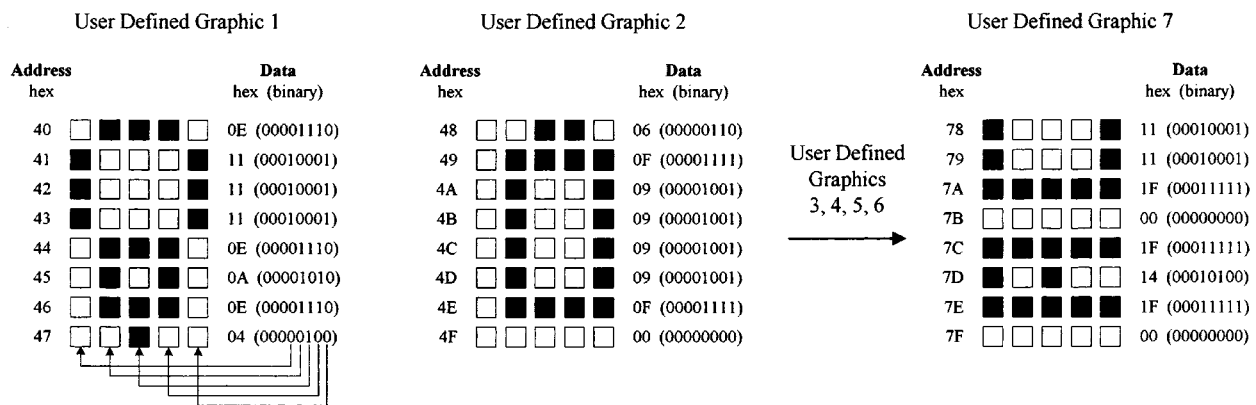 User Defined Graphic 1
Address
hex
Data
hex (binary)
40 0E (00001110)
41 11 (00010001)
42 11 (00010001)
43 11 (00010001)
44 0E (00001110)
45 0A (00001010)
46 0E (00001110)
47 04 (00000100)
User Defined Graphic 2
Address
hex
Data
hex (binary)
48 06 (00000110)
49 0F (00001111)
4A 09 (00001001)
4B 09 (00001001)
4C 09 (00001001)
4D 09 (00001001)
4E 0F (00001111)
4F 00 (00000000)
User Defined
Graphics
3, 4, 5, 6
User Defined Graphic 7
Address
hex
Data
hex (binary)
78 11 (00010001)
79 11 (00010001)
7A 1F (00011111)
7B 00 (00000000)
7C 1F (00011111)
7D 14 (00010100)
7E 1F (00011111)
7F 00 (00000000)